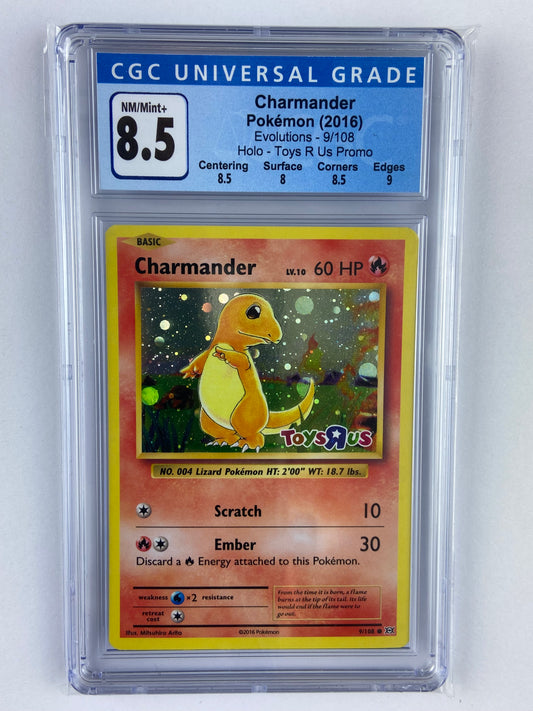 CGC UNIVERSAL GRADE
NM/Mint+
8.5
Charmander
Pokémon (2016)
Evolutions - 9/108
Holo - Toys R Us Promo
Centering Surface Corners Edges
8.5 8 8.5 9
BASIC
Charmander LV.10 60 HP
TOYS R US
NO. 004 Lizard Pokémon HT: 2'00" WT: 18.7 lbs.
Scratch 10
Ember 30
Discard a Energy attached to this Pokémon.
weakness ×2 resistance
retreat cost
From the time it is born, a flame
burns at the tip of its tail. Its life
would end if the flame were to
go out.
Illus. Mitsuhiro Arita
©2016 Pokémon
9/108